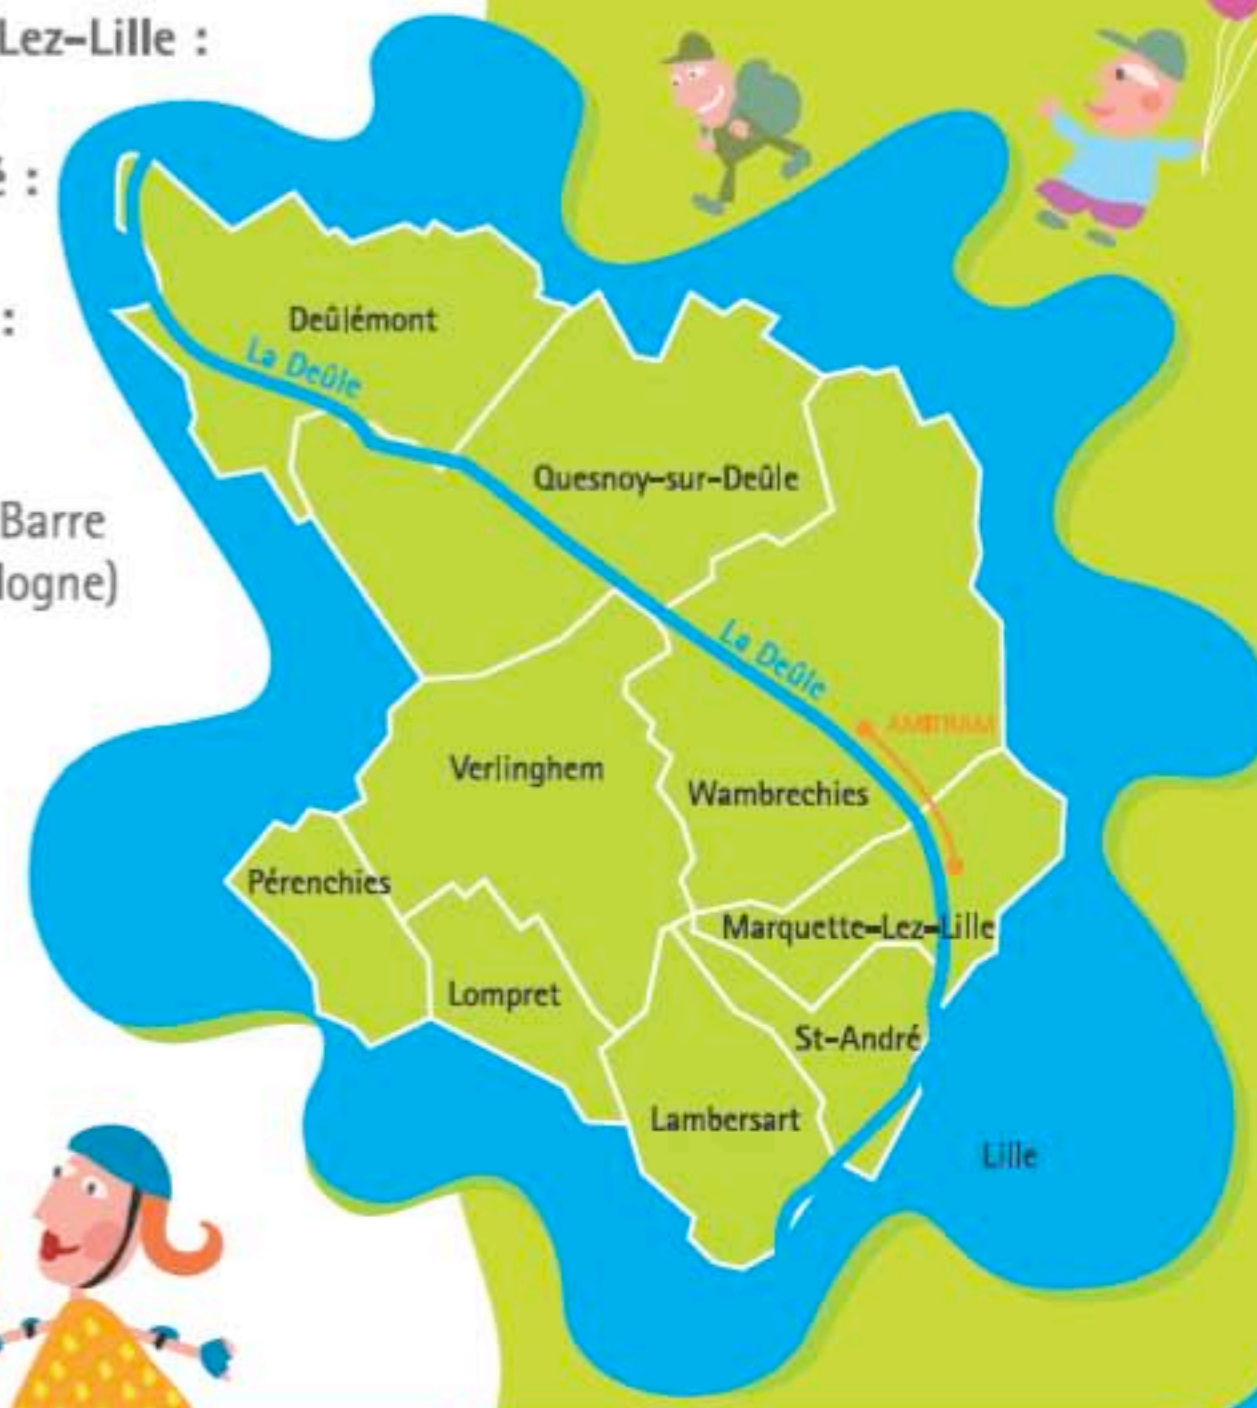 Lez-Lille :
é :
:
Barre
logne)
Deûlémont
La Deûle
Quesnoy-sur-Deûle
La Deûle
AMITRAM
Verlinghem
Wambrechies
Pérenchies
Marquette-Lez-Lille
Lompret
St-André
Lambersart
Lille